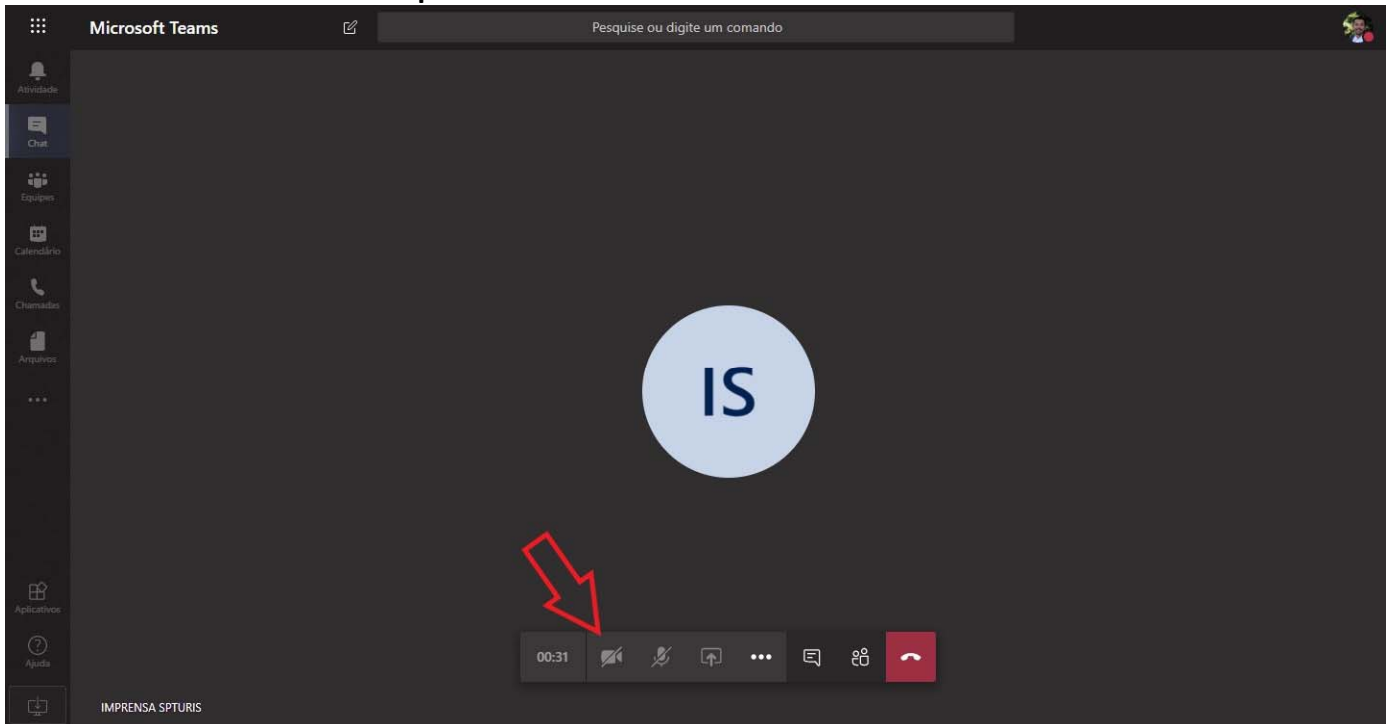 Microsoft Teams
Pesquise ou digite um comando
Atividade
Chat
Equipes
Calendário
Chamadas
Arquivos
IS
Aplicativos
Ajuda
00:31
IMPRENSA SPTURIS